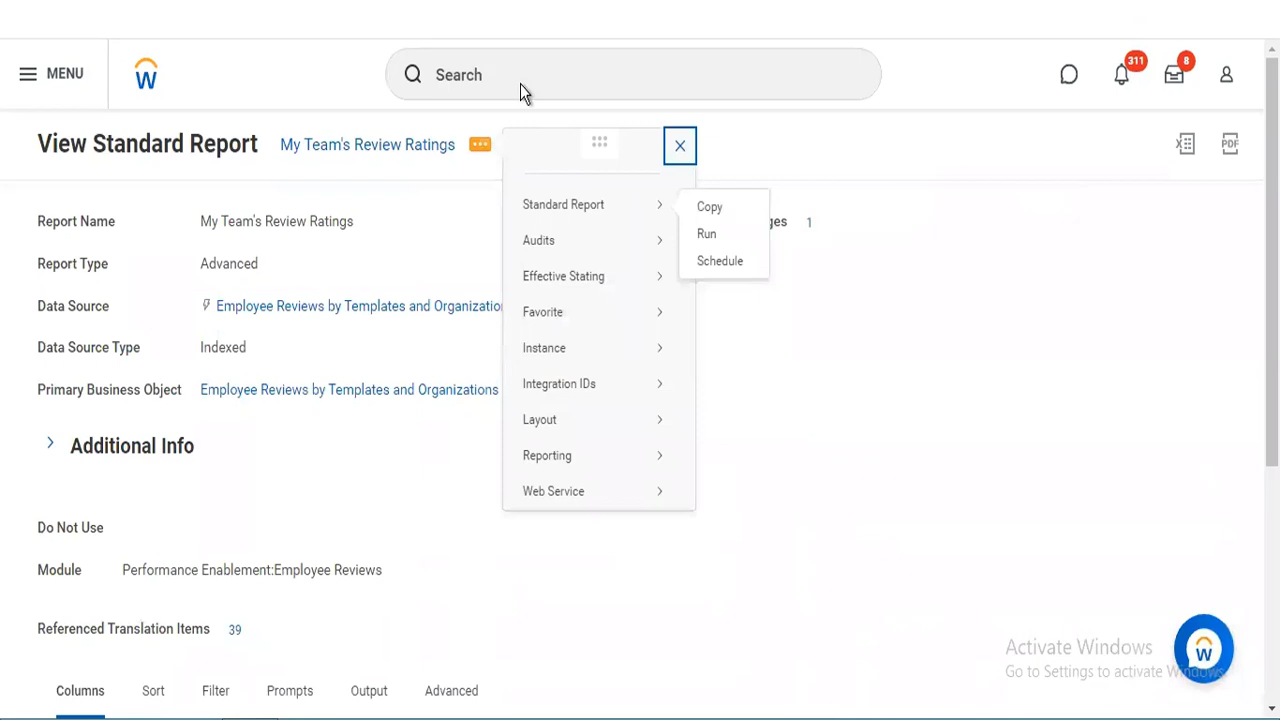 MENU
Search
311
8
View Standard Report
My Team's Review Ratings
PDF
Report Name
My Team's Review Ratings
1
Report Type
Advanced
Data Source
Employee Reviews by Templates and
Data Source Type
Indexed
Primary Business Object
Employee Reviews by Templates and Organizations
Standard Report
Audits
Effective Stating
Favorite
Instance
Integration IDs
Layout
Reporting
Web Service
Copy
Run
Schedule
Additional Info
Do Not Use
Module
Performance Enablement:Employee Reviews
Referenced Translation Items
39
Columns
Sort
Filter
Prompts
Output
Advanced
Activate Windows
Go to Settings to activate Windows.